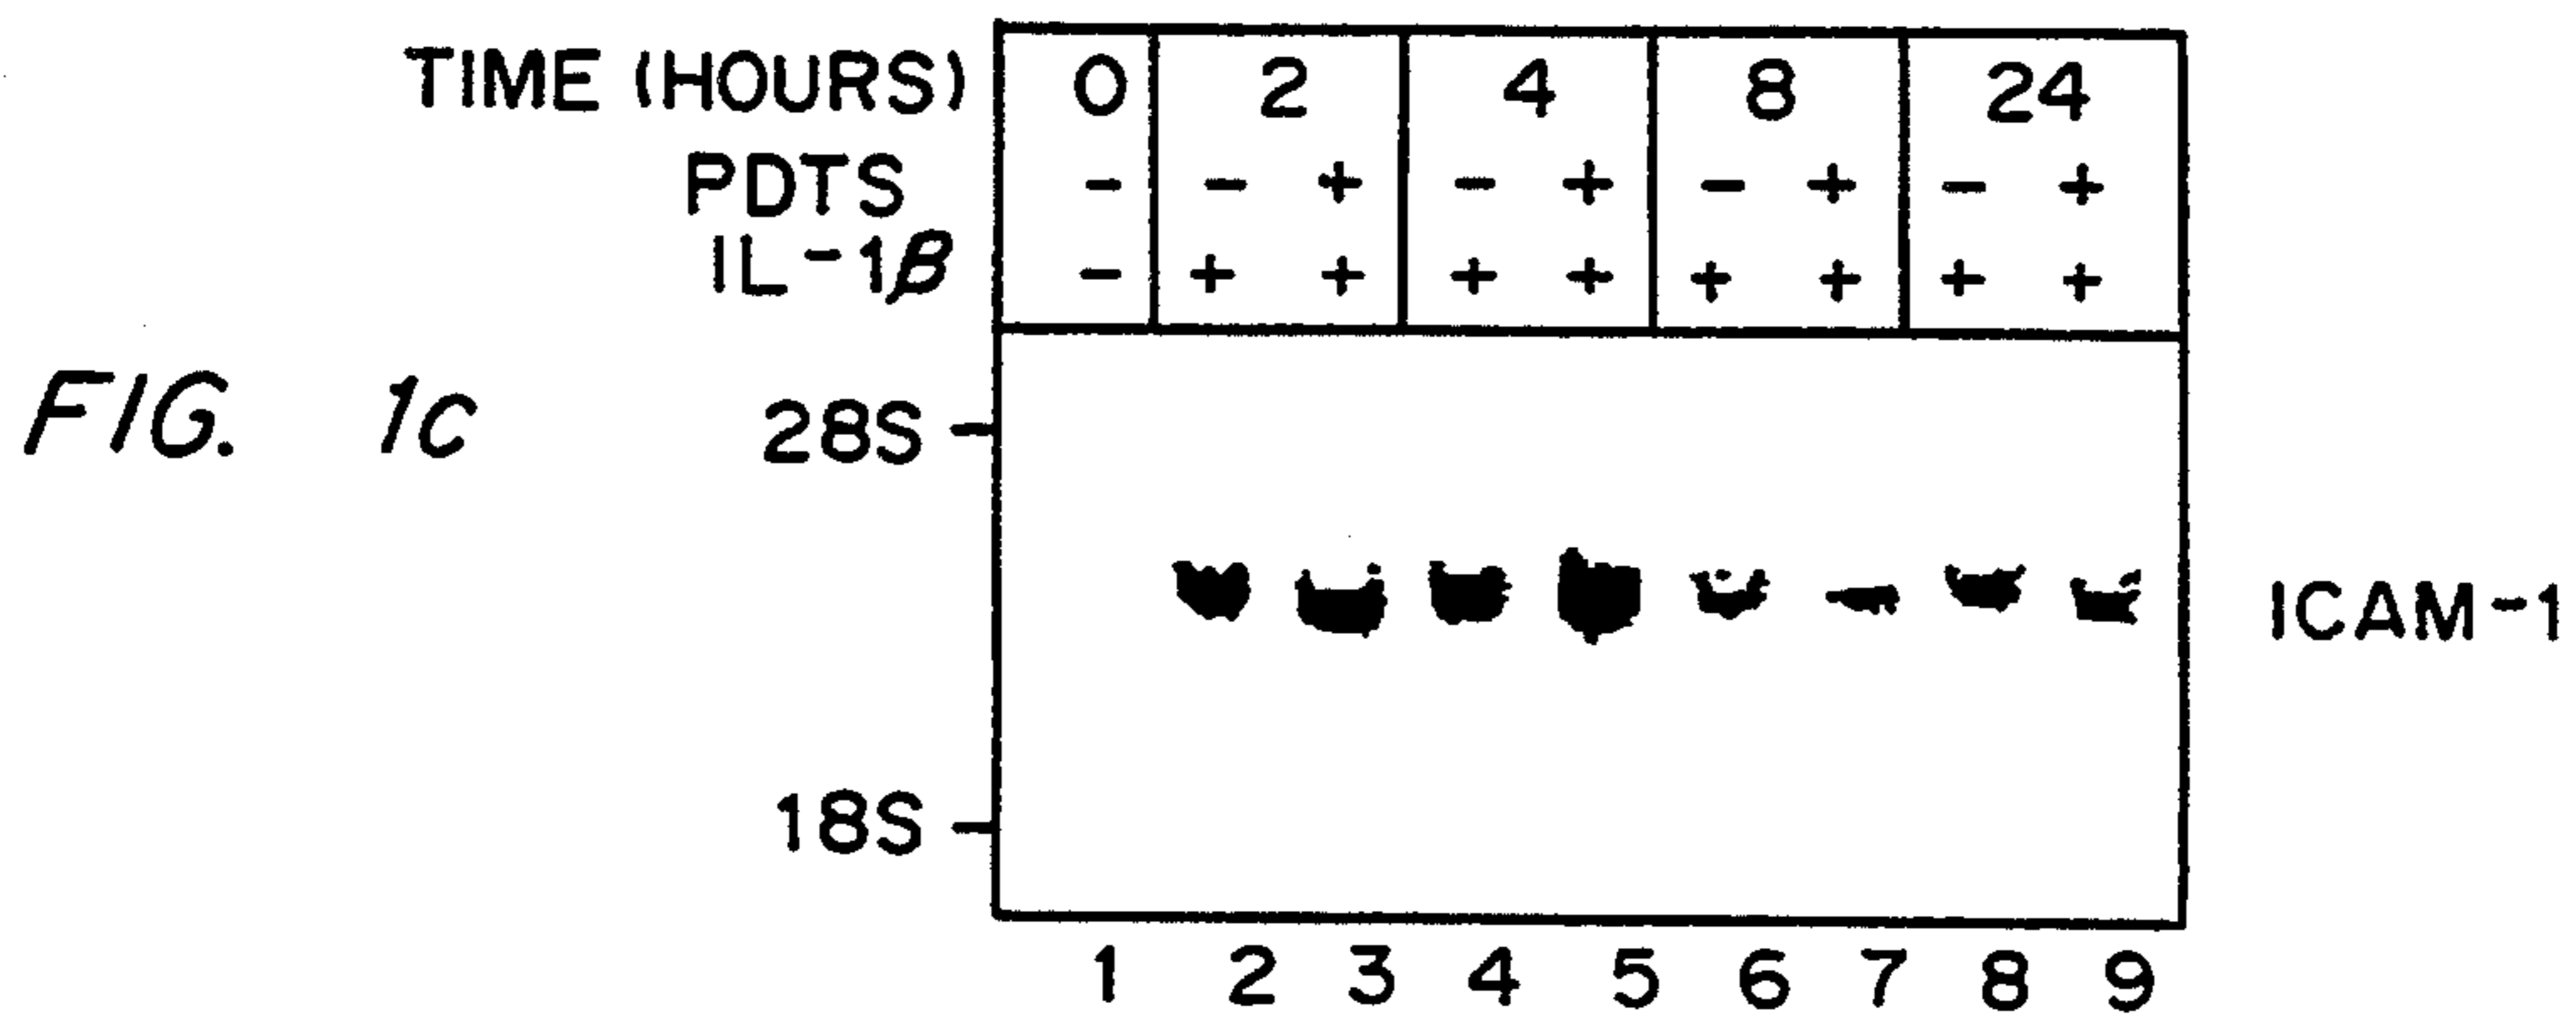 TIME (HOURS) 0 2 4 8 24
PDTS - - + - + - + - +
IL-1β - + + + + + + + +
FIG. 1c
28S
ICAM-1
18S
1 2 3 4 5 6 7 8 9